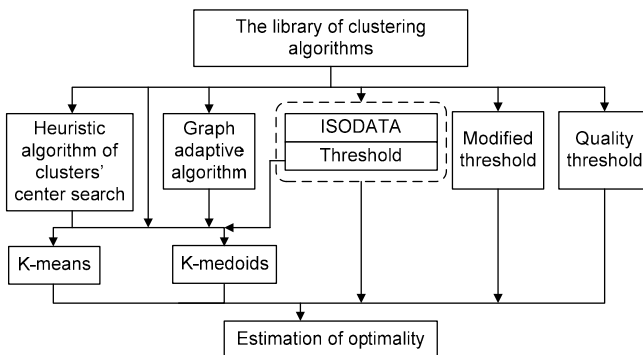 The library of clustering
algorithms
Heuristic
algorithm of
clusters'
center search
Graph
adaptive
algorithm
ISODATA
Threshold
Modified
threshold
Quality
threshold
K-means
K-medoids
Estimation of optimality